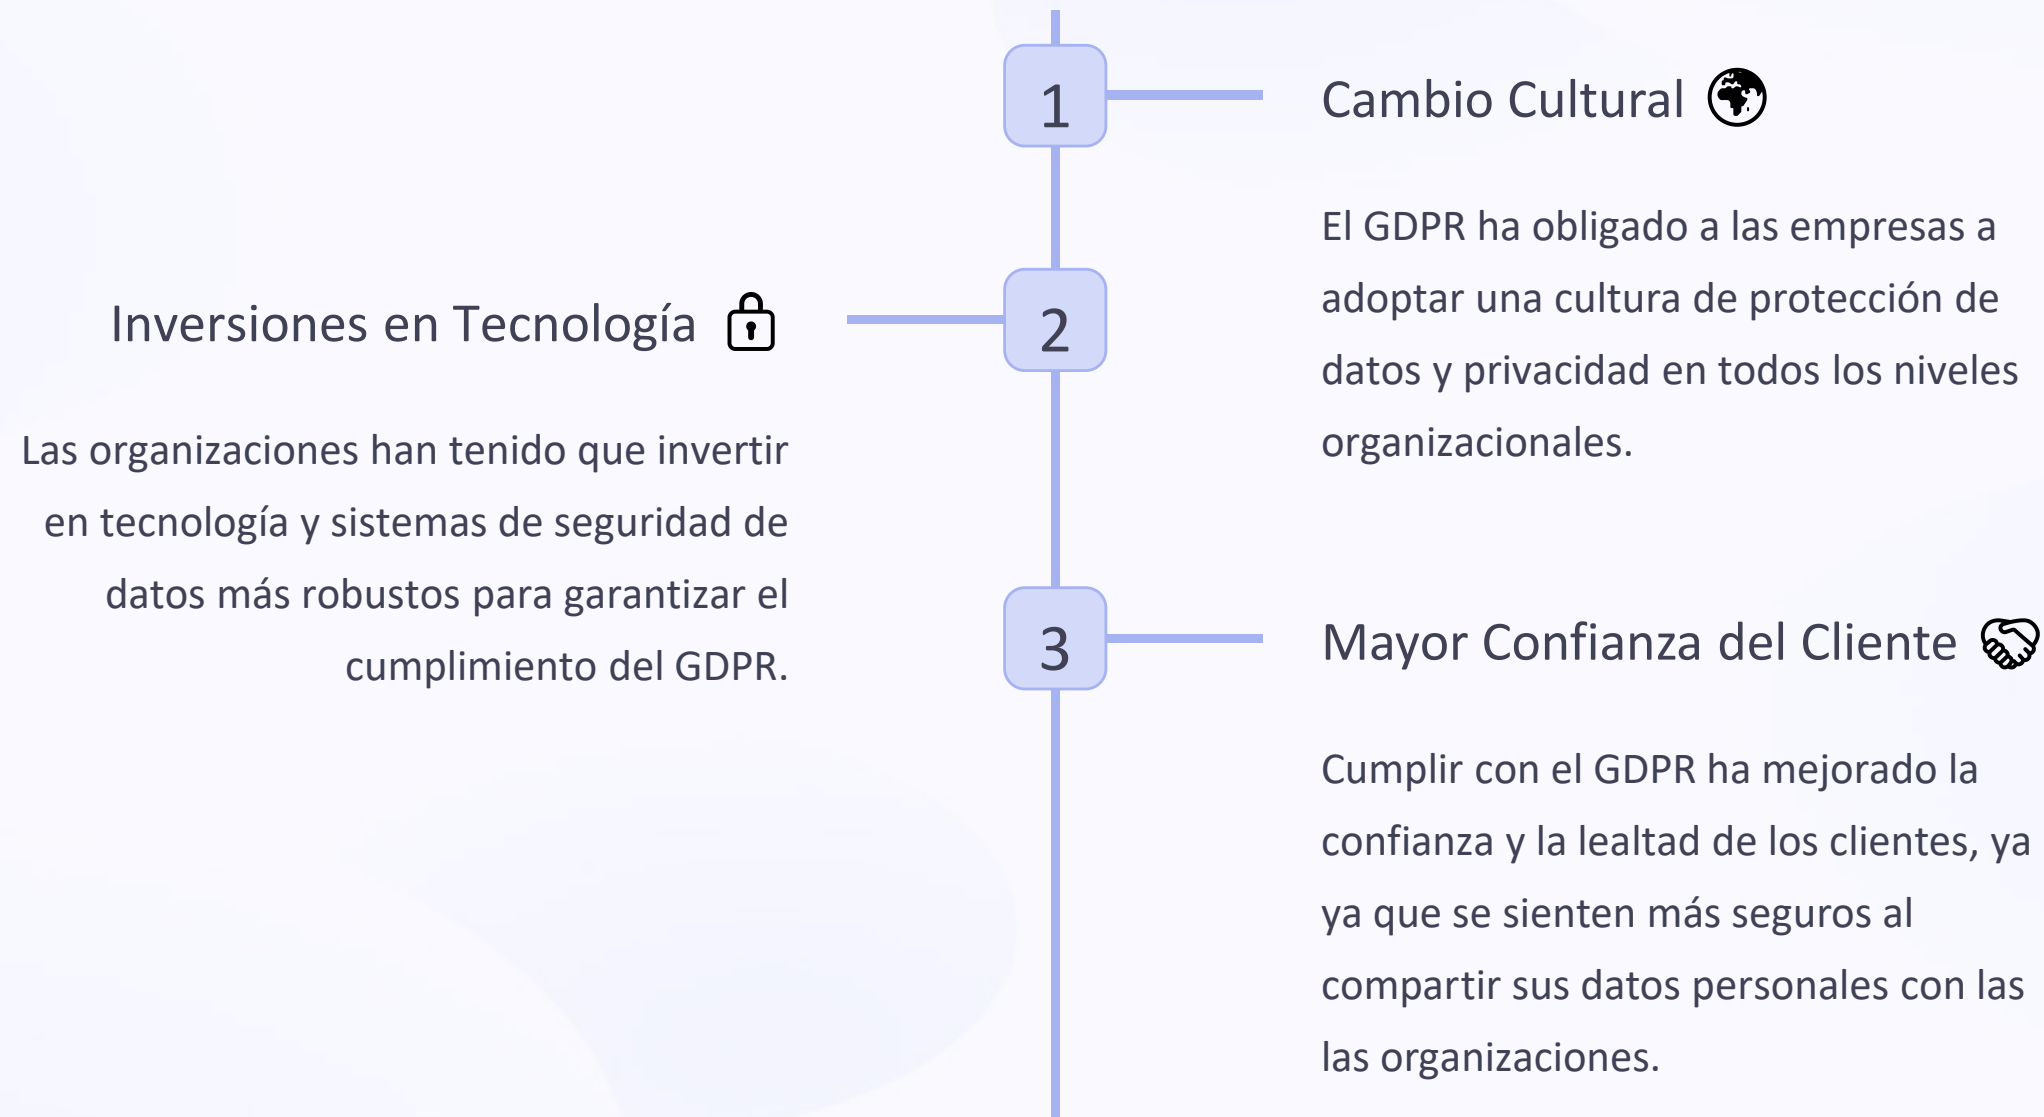 1
Cambio Cultural
El GDPR ha obligado a las empresas a
adoptar una cultura de protección de
datos y privacidad en todos los niveles
organizacionales.
2
Inversiones en Tecnología
Las organizaciones han tenido que invertir
en tecnología y sistemas de seguridad de
datos más robustos para garantizar el
cumplimiento del GDPR.
3
Mayor Confianza del Cliente
Cumplir con el GDPR ha mejorado la
confianza y la lealtad de los clientes, ya
ya que se sienten más seguros al
compartir sus datos personales con las
las organizaciones.